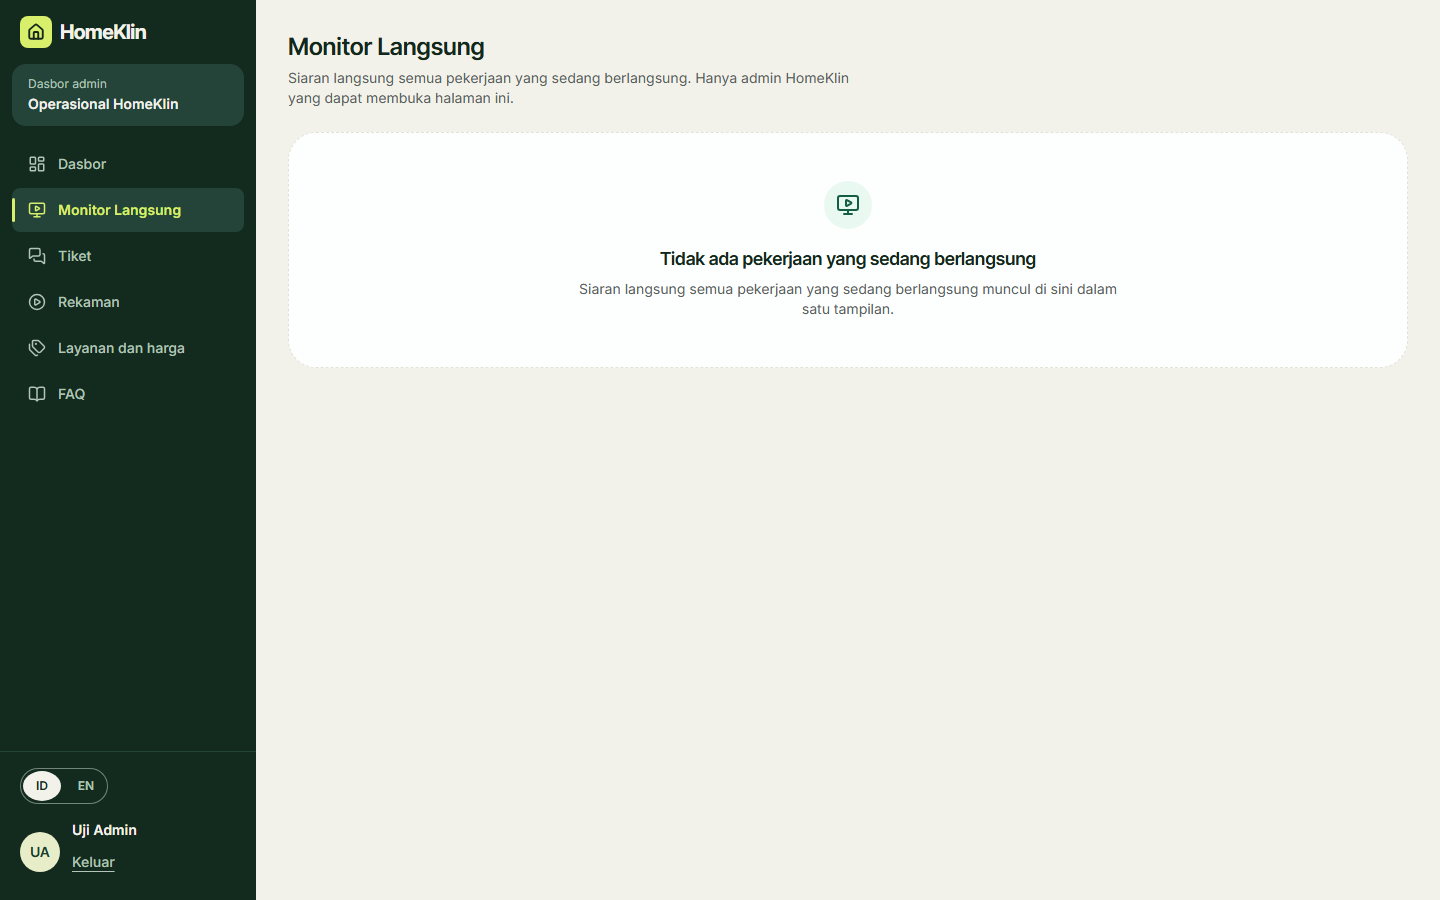 HomeKlin
Dasbor admin
Operasional HomeKlin
Dasbor
Monitor Langsung
Tiket
Rekaman
Layanan dan harga
FAQ
ID
EN
UA
Uji Admin
Keluar
Monitor Langsung
Siaran langsung semua pekerjaan yang sedang berlangsung. Hanya admin HomeKlin
yang dapat membuka halaman ini.
Tidak ada pekerjaan yang sedang berlangsung
Siaran langsung semua pekerjaan yang sedang berlangsung muncul di sini dalam
satu tampilan.